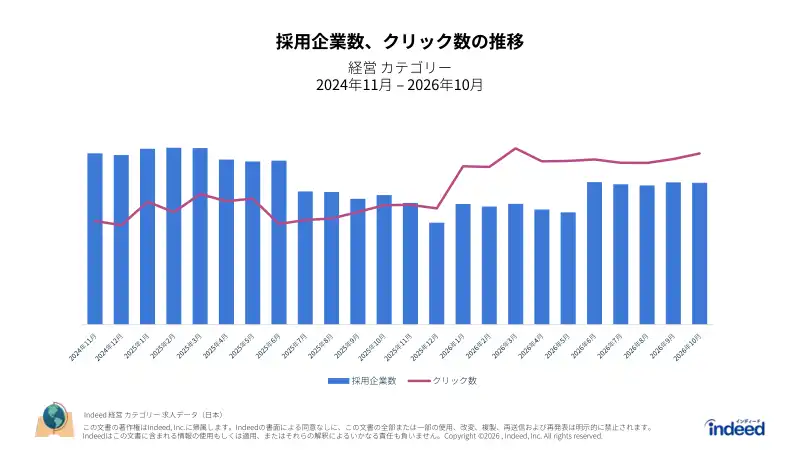 採用企業数、クリック数の推移
経営 カテゴリー
2024年11月 – 2026年10月
2024年11月
2024年12月
2025年1月
2025年2月
2025年3月
2025年4月
2025年5月
2025年6月
2025年7月
2025年8月
2025年9月
2025年10月
2025年11月
2025年12月
2026年1月
2026年2月
2026年3月
2026年4月
2026年5月
2026年6月
2026年7月
2026年8月
2026年9月
2026年10月
採用企業数 クリック数
Indeed 経営 カテゴリー 求人データ（日本）
この文書の著作権はIndeed, Inc.に帰属します。Indeedの書面による同意なしに、この文書の全部または一部の使用、改変、複製、再送信および再発表は明示的に禁止されます。
Indeedはこの文書に含まれる情報の使用もしくは適用、またはそれらの解釈によるいかなる責任も負いません。Copyright ©2026 , Indeed, Inc. All rights reserved.
インディード
indeed